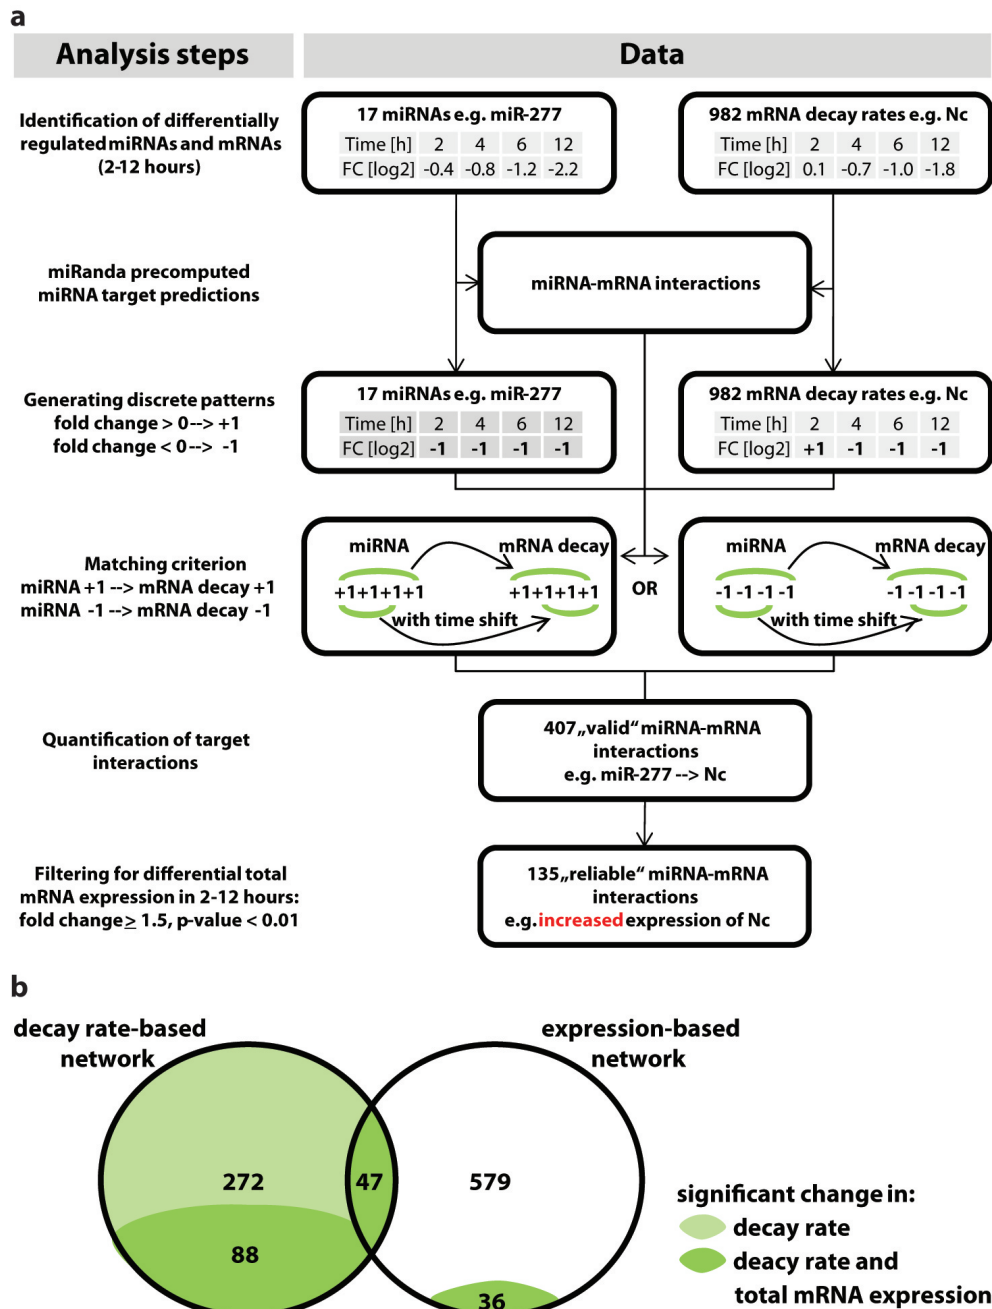 a
Analysis steps
Data
Identification of differentially
regulated miRNAs and mRNAs
(2-12 hours)
17 miRNAs e.g. miR-277
Time [h] 2 4 6 12
FC [log2] -0.4 -0.8 -1.2 -2.2
982 mRNA decay rates e.g. Nc
Time [h] 2 4 6 12
FC [log2] 0.1 -0.7 -1.0 -1.8
miRanda precomputed
miRNA target predictions
miRNA-mRNA interactions
Generating discrete patterns
fold change > 0 --> +1
fold change < 0 --> -1
17 miRNAs e.g. miR-277
Time [h] 2 4 6 12
FC [log2] -1 -1 -1 -1
982 mRNA decay rates e.g. Nc
Time [h] 2 4 6 12
FC [log2] +1 -1 -1 -1
Matching criterion
miRNA +1 --> mRNA decay +1
miRNA -1 --> mRNA decay -1
miRNA mRNA decay
+1+1+1+1 +1+1+1+1
with time shift
OR
miRNA mRNA decay
-1 -1 -1 -1 -1 -1 -1 -1
with time shift
Quantification of target
interactions
407 „valid“ miRNA-mRNA
interactions
e.g. miR-277 --> Nc
Filtering for differential total
mRNA expression in 2-12 hours:
fold change ≥ 1.5, p-value < 0.01
135 „reliable“ miRNA-mRNA
interactions
e.g. increased expression of Nc
b
decay rate-based
network
expression-based
network
272
47
579
88
36
significant change in:
decay rate
deacy rate and
total mRNA expression